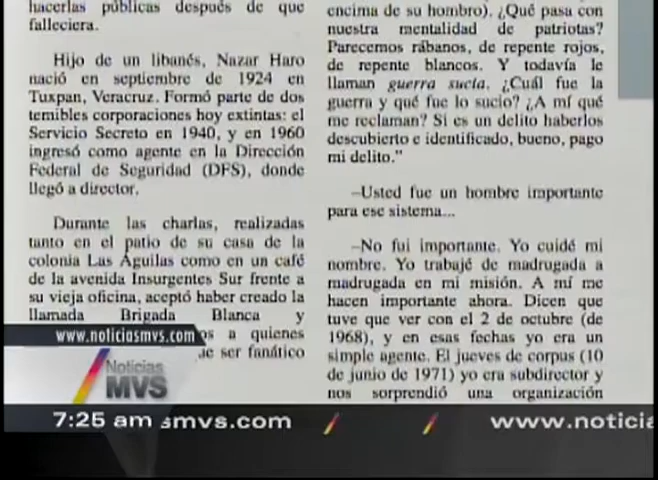 hacerlas públicas después de que
falleciera.
Hijo de un libanés, Nazar Haro
nació en septiembre de 1924 en
Tuxpan, Veracruz. Formó parte de dos
temibles corporaciones hoy extintas: el
Servicio Secreto en 1940, y en 1960
ingresó como agente en la Dirección
Federal de Seguridad (DFS), donde
llegó a director.
Durante las charlas, realizadas
tanto en el patio de su casa de la
colonia Las Águilas como en un café
de la avenida Insurgentes Sur frente a
su vieja oficina, aceptó haber creado la
llamada Brigada Blanca y
os a quienes
ue ser fanático
encima de su hombro). ¿Qué pasa con
nuestra mentalidad de patriotas?
Parecemos rábanos, de repente rojos,
de repente blancos. Y todavía le
llaman guerra sucia. ¿Cuál fue la
guerra y qué fue lo sucio? ¿A mí qué
me reclaman? Si es un delito haberlos
descubierto e identificado, bueno, pago
mi delito."
–Usted fue un hombre importante
para ese sistema...
–No fui importante. Yo cuidé mi
nombre. Yo trabajé de madrugada a
madrugada en mi misión. A mí me
hacen importante ahora. Dicen que
tuve que ver con el 2 de octubre (de
1968), y en esas fechas yo era un
simple agente. El jueves de corpus (10
de junio de 1971) yo era subdirector y
nos sorprendió una organización
www.noticiasmvs.com
Noticias
MVS
7:25 am smvs.com www.noticia